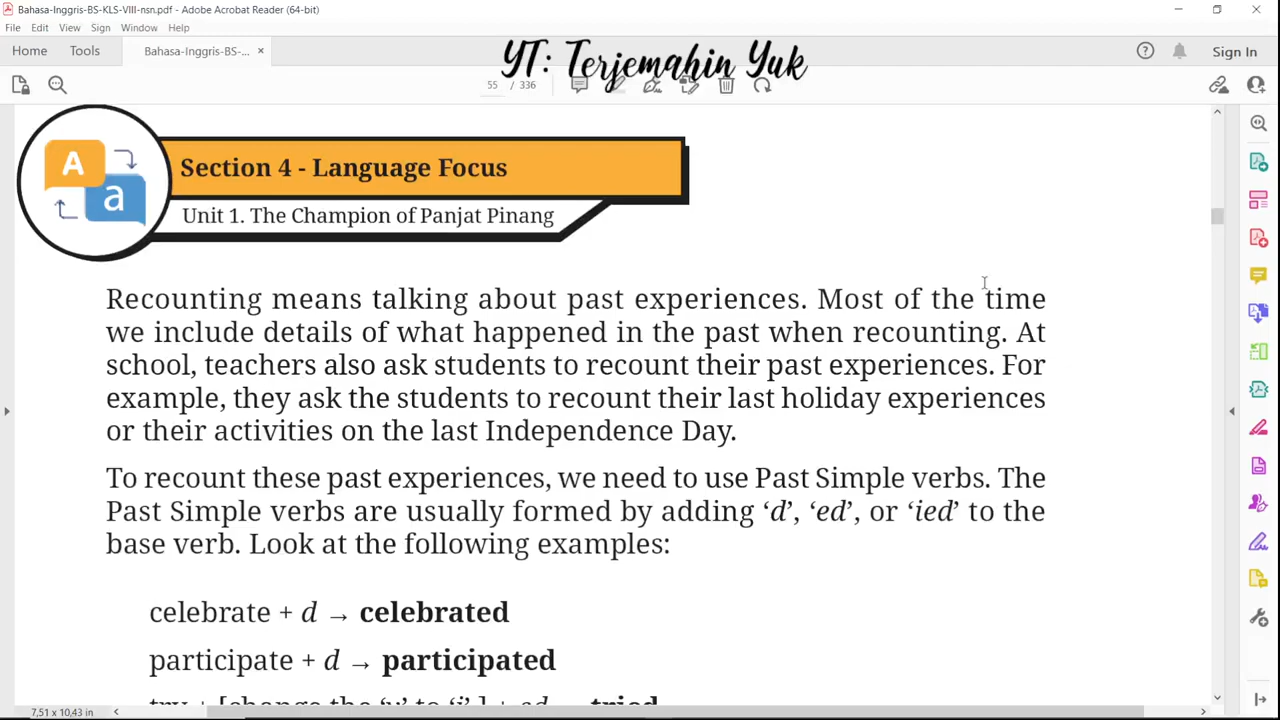 Bahasa-Inggris-BS-KLS-VIII-nsn.pdf - Adobe Acrobat Reader (64-bit)
File Edit View Sign Window Help
Home Tools Bahasa-Inggris-BS-... × Sign In
YT: Terjemahin Yuk
55 / 336
A a
Section 4 - Language Focus
Unit 1. The Champion of Panjat Pinang
Recounting means talking about past experiences. Most of the time
we include details of what happened in the past when recounting. At
school, teachers also ask students to recount their past experiences. For
example, they ask the students to recount their last holiday experiences
or their activities on the last Independence Day.
To recount these past experiences, we need to use Past Simple verbs. The
Past Simple verbs are usually formed by adding ‘d’, ‘ed’, or ‘ied’ to the
base verb. Look at the following examples:
celebrate + d → celebrated
participate + d → participated
try + [change the ‘y’ to ‘i’ ] + ed → tried
7,51 x 10,43 in